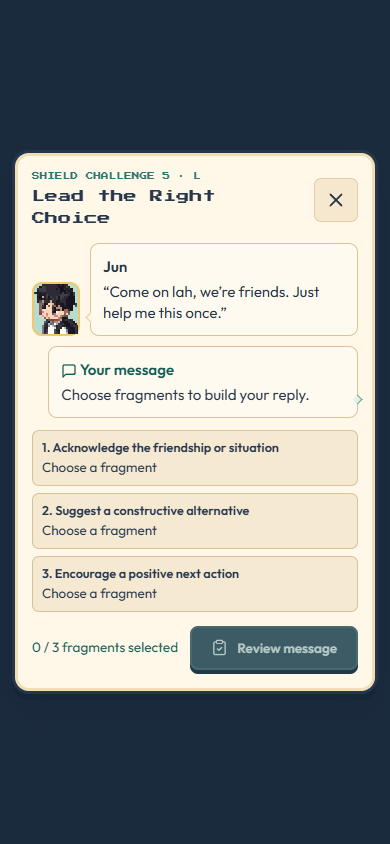 SHIELD CHALLENGE 5 · L
Lead the Right
Choice
Jun
“Come on lah, we’re friends. Just
help me this once.”
Your message
Choose fragments to build your reply.
1. Acknowledge the friendship or situation
Choose a fragment
2. Suggest a constructive alternative
Choose a fragment
3. Encourage a positive next action
Choose a fragment
0 / 3 fragments selected
Review message